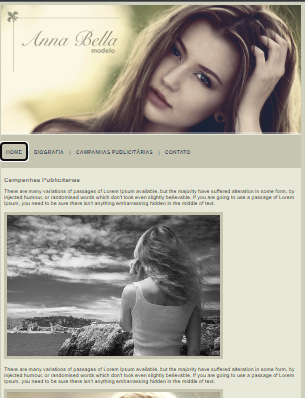 Anna Bella
modelo
HOME | BIOGRAFIA | CAMPANHAS PUBLICITÁRIAS | CONTATO
Campanhas Publicitarias
There are many variations of passages of Lorem Ipsum available, but the majority have suffered alteration in some form, by
injected humour, or randomised words which don't look even slightly believable. If you are going to use a passage of Lorem
Ipsum, you need to be sure there isn't anything embarrassing hidden in the middle of text.
There are many variations of passages of Lorem Ipsum available, but the majority have suffered alteration in some form, by
injected humour, or randomised words which don't look even slightly believable. If you are going to use a passage of Lorem
Ipsum, you need to be sure there isn't anything embarrassing hidden in the middle of text.